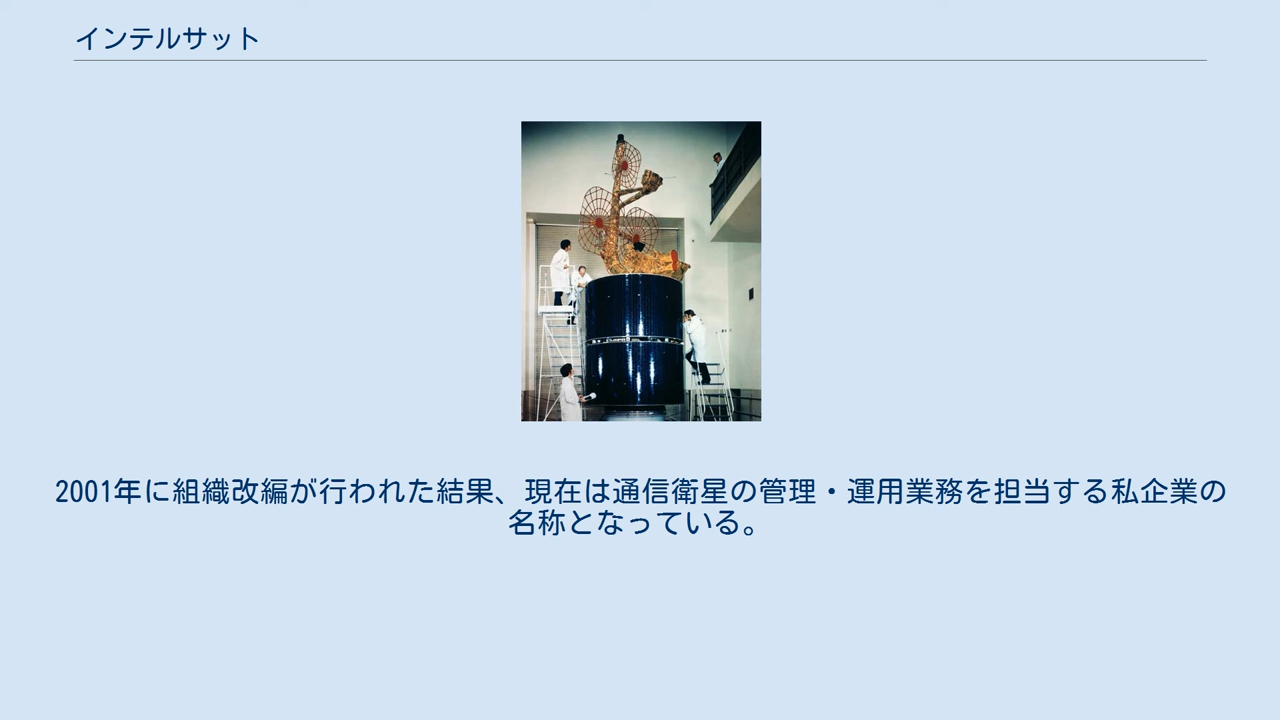 インテルサット
2001年に組織改編が行われた結果、現在は通信衛星の管理・運用業務を担当する私企業の
名称となっている。